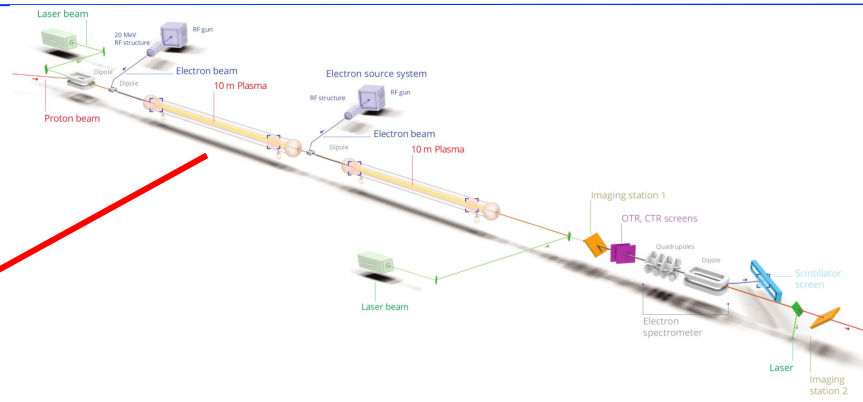 Laser beam
20 MeV
RF structure
RF gun
Dipole
Dipole
Electron beam
10 m Plasma
Proton beam
Electron source system
RF structure
RF gun
Electron beam
Dipole
10 m Plasma
Imaging station 1
OTR, CTR screens
Quadrupoles
Dipole
Scintillator
screen
Laser beam
Electron
spectrometer
Laser
Imaging
station 2